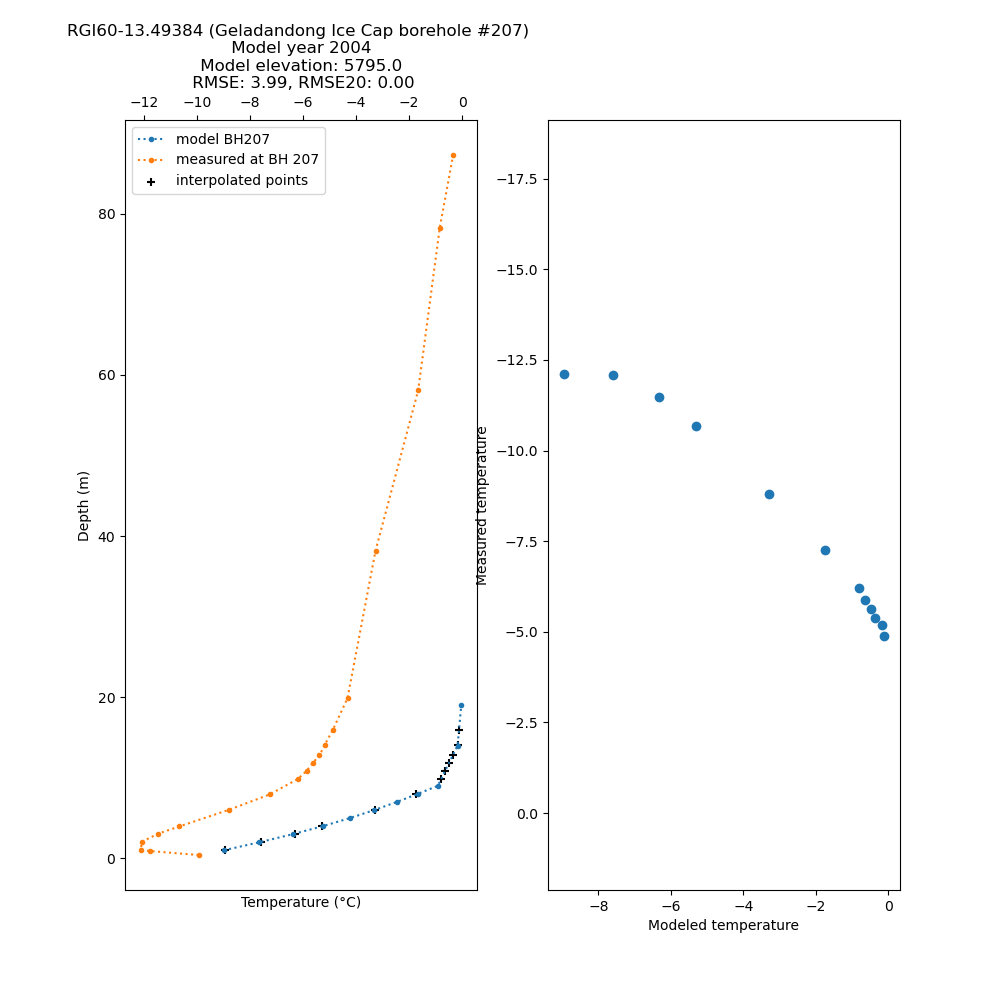 RGI60-13.49384 (Geladandong Ice Cap borehole #207)
Model year 2004
Model elevation: 5795.0
RMSE: 3.99, RMSE20: 0.00
−12 −10 −8 −6 −4 −2 0
model BH207
measured at BH 207
interpolated points
80
60
40
20
0
Depth (m)
Temperature (°C)
−17.5
−15.0
−12.5
−10.0
−7.5
−5.0
−2.5
0.0
Measured temperature
−8 −6 −4 −2 0
Modeled temperature